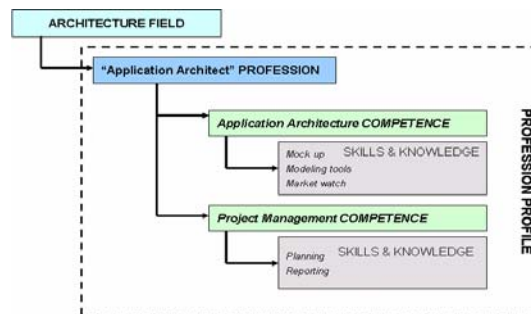 ARCHITECTURE FIELD
“Application Architect” PROFESSION
Application Architecture COMPETENCE
SKILLS & KNOWLEDGE
Mock up
Modeling tools
Market watch
Project Management COMPETENCE
SKILLS & KNOWLEDGE
Planning
Reporting
PROFESSION PROFILE